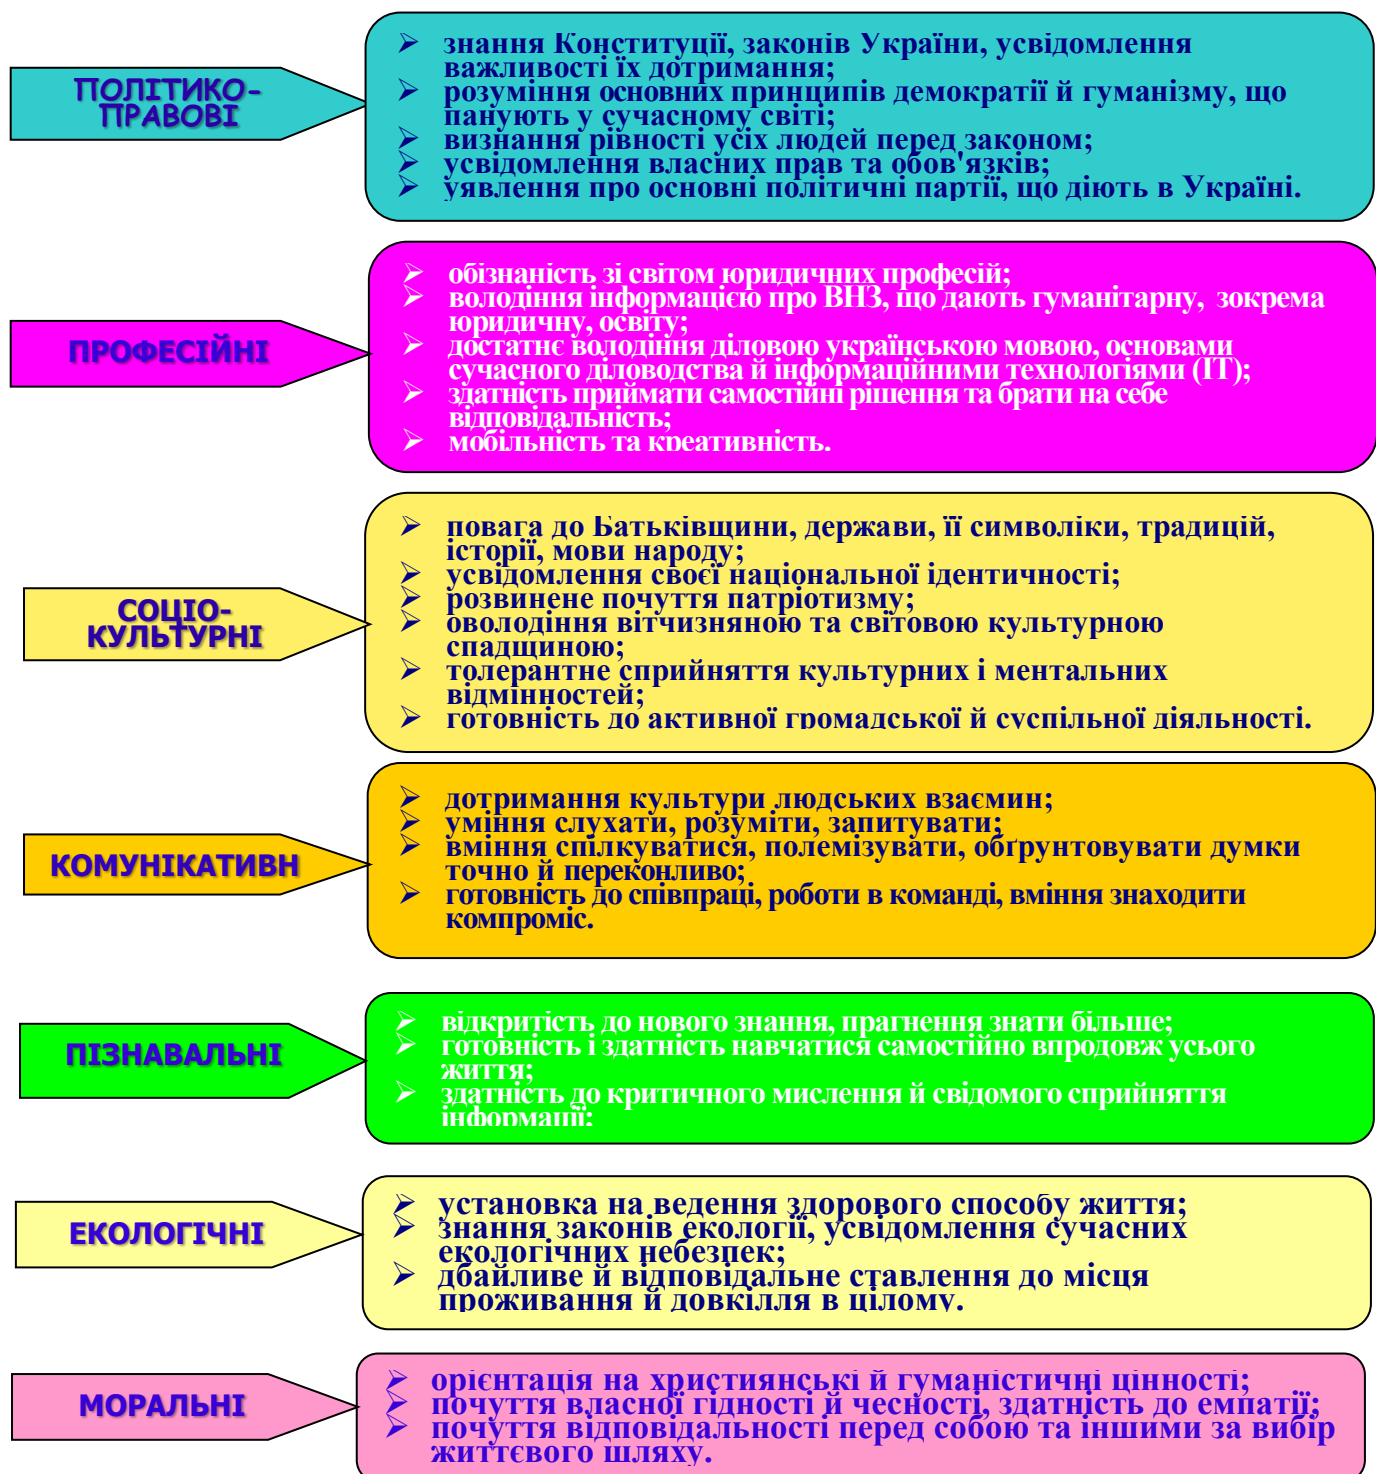 ПОЛІТИКО-
ПРАВОВІ
знання Конституції, законів України, усвідомлення
важливості їх дотримання;
розуміння основних принципів демократії й гуманізму, що
панують у сучасному світі;
визнання рівності усіх людей перед законом;
усвідомлення власних прав та обов'язків;
уявлення про основні політичні партії, що діють в Україні.
ПРОФЕСІЙНІ
обізнаність зі світом юридичних професій;
володіння інформацією про ВНЗ, що дають гуманітарну, зокрема
юридичну, освіту;
достатнє володіння діловою українською мовою, основами
сучасного діловодства й інформаційними технологіями (ІТ);
здатність приймати самостійні рішення та брати на себе
відповідальність;
мобільність та креативність.
СОЦІО-
КУЛЬТУРНІ
повага до Батьківщини, держави, її символіки, традицій,
історії, мови народу;
усвідомлення своєї національної ідентичності;
розвинене почуття патріотизму;
оволодіння вітчизняною та світовою культурною
спадщиною;
толерантне сприйняття культурних і ментальних
відмінностей;
готовність до активної громадської й суспільної діяльності.
КОМУНІКАТИВН
дотримання культури людських взаємин;
уміння слухати, розуміти, запитувати;
вміння спілкуватися, полемізувати, обґрунтовувати думки
точно й переконливо;
готовність до співпраці, роботи в команді, вміння знаходити
компроміс.
ПІЗНАВАЛЬНІ
відкритість до нового знання, прагнення знати більше;
готовність і здатність навчатися самостійно впродовж усього
життя;
здатність до критичного мислення й свідомого сприйняття
інформації;
ЕКОЛОГІЧНІ
установка на ведення здорового способу життя;
знання законів екології, усвідомлення сучасних
екологічних небезпек;
дбайливе й відповідальне ставлення до місця
проживання й довкілля в цілому.
МОРАЛЬНІ
орієнтація на християнські й гуманістичні цінності;
почуття власної гідності й чесності, здатність до емпатії;
почуття відповідальності перед собою та іншими за вибір
життєвого шляху.